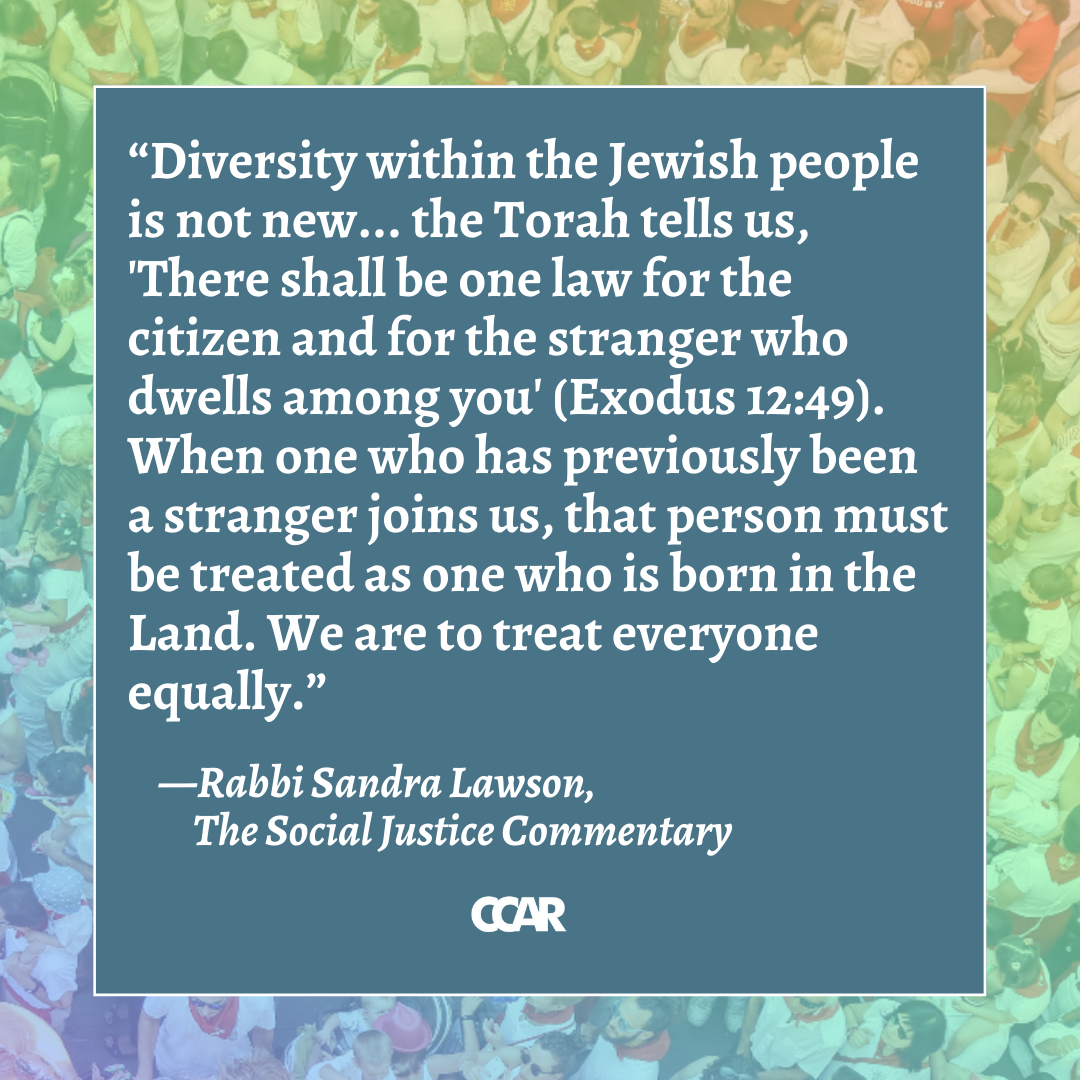 “Diversity within the Jewish people
is not new... the Torah tells us,
'There shall be one law for the
citizen and for the stranger who
dwells among you' (Exodus 12:49).
When one who has previously been
a stranger joins us, that person must
be treated as one who is born in the
Land. We are to treat everyone
equally.”
—Rabbi Sandra Lawson,
The Social Justice Commentary
CCAR